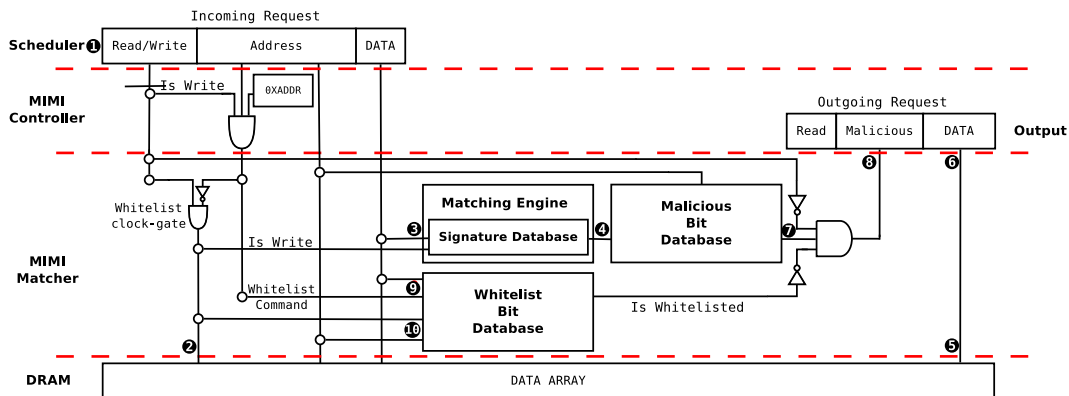 Incoming Request
Scheduler
1
Read/Write
Address
DATA
MIMI
Controller
Is Write
0XADDR
Outgoing Request
Read
Malicious
DATA
Output
8
6
Whitelist
clock-gate
Matching Engine
3
Signature Database
4
Malicious
Bit
Database
7
Is Write
MIMI
Matcher
Whitelist
Command
9
10
Whitelist
Bit
Database
Is Whitelisted
2
5
DRAM
DATA ARRAY